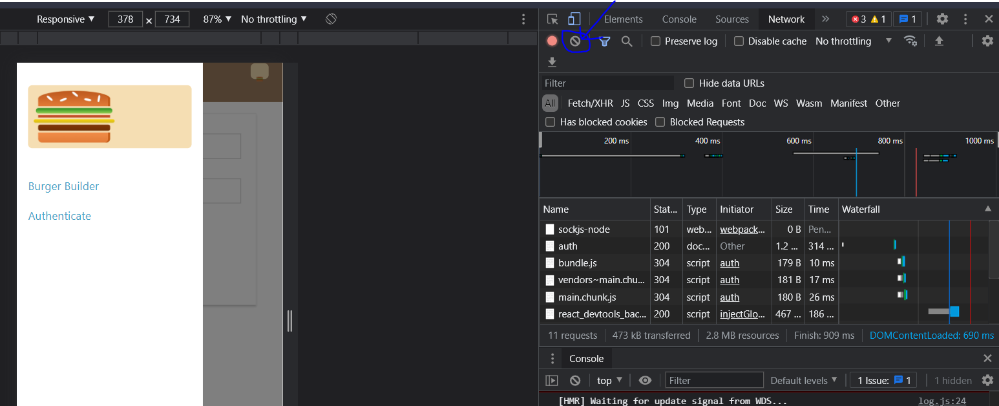 Responsive ▼ 378 × 734 87% ▼ No throttling ▼
Elements Console Sources Network » 3 1 1
Preserve log Disable cache No throttling ▼
Filter Hide data URLs
All Fetch/XHR JS CSS Img Media Font Doc WS Wasm Manifest Other
Has blocked cookies Blocked Requests
200 ms 400 ms 600 ms 800 ms 1000 ms
Burger Builder
Authenticate
Name Stat... Type Initiator Size Time Waterfall
sockjs-node 101 web... webpack... 0 B Pen...
auth 200 doc... Other 1.2 ... 314 ...
bundle.js 304 script auth 179 B 10 ms
vendors~main.chu... 304 script auth 181 B 17 ms
main.chunk.js 304 script auth 180 B 26 ms
react_devtools_bac... 200 script injectGlo... 467 ... 186 ...
11 requests 473 kB transferred 2.8 MB resources Finish: 909 ms DOMContentLoaded: 690 ms
Console
top ▼ Filter Default levels ▼ 1 Issue: 1 1 hidden
[HMR] Waiting for update signal from WDS... log.js:24